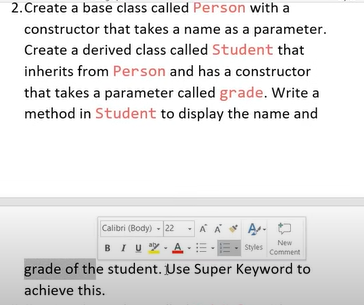 2.Create a base class called Person with a
constructor that takes a name as a parameter.
Create a derived class called Student that
inherits from Person and has a constructor
that takes a parameter called grade. Write a
method in Student to display the name and
Calibri (Body) 22 A A A
B I U ab A Styles New Comment
grade of the student. Use Super Keyword to
achieve this.